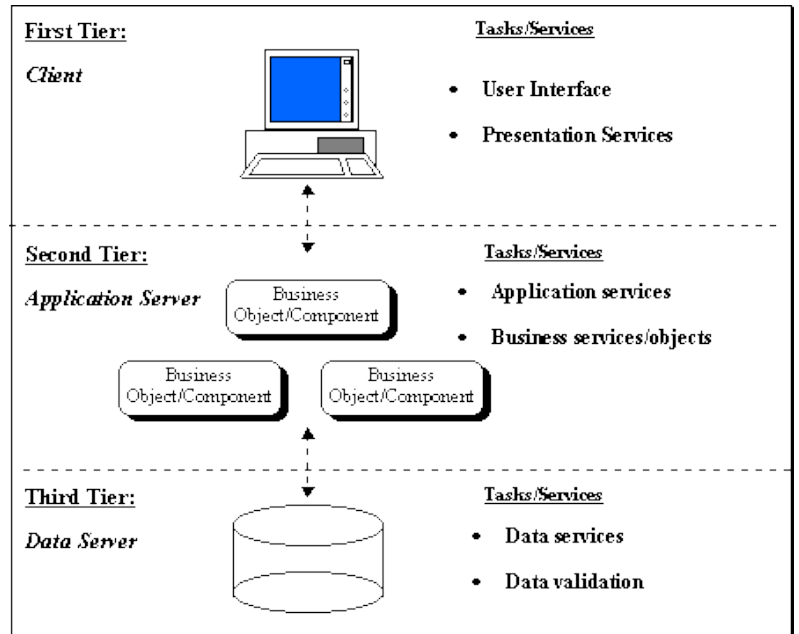 First Tier:
Tasks/Services
Client
• User Interface
• Presentation Services
Second Tier:
Tasks/Services
Application Server
Business
Object/Component
• Application services
• Business services/objects
Business
Object/Component
Business
Object/Component
Third Tier:
Tasks/Services
Data Server
• Data services
• Data validation